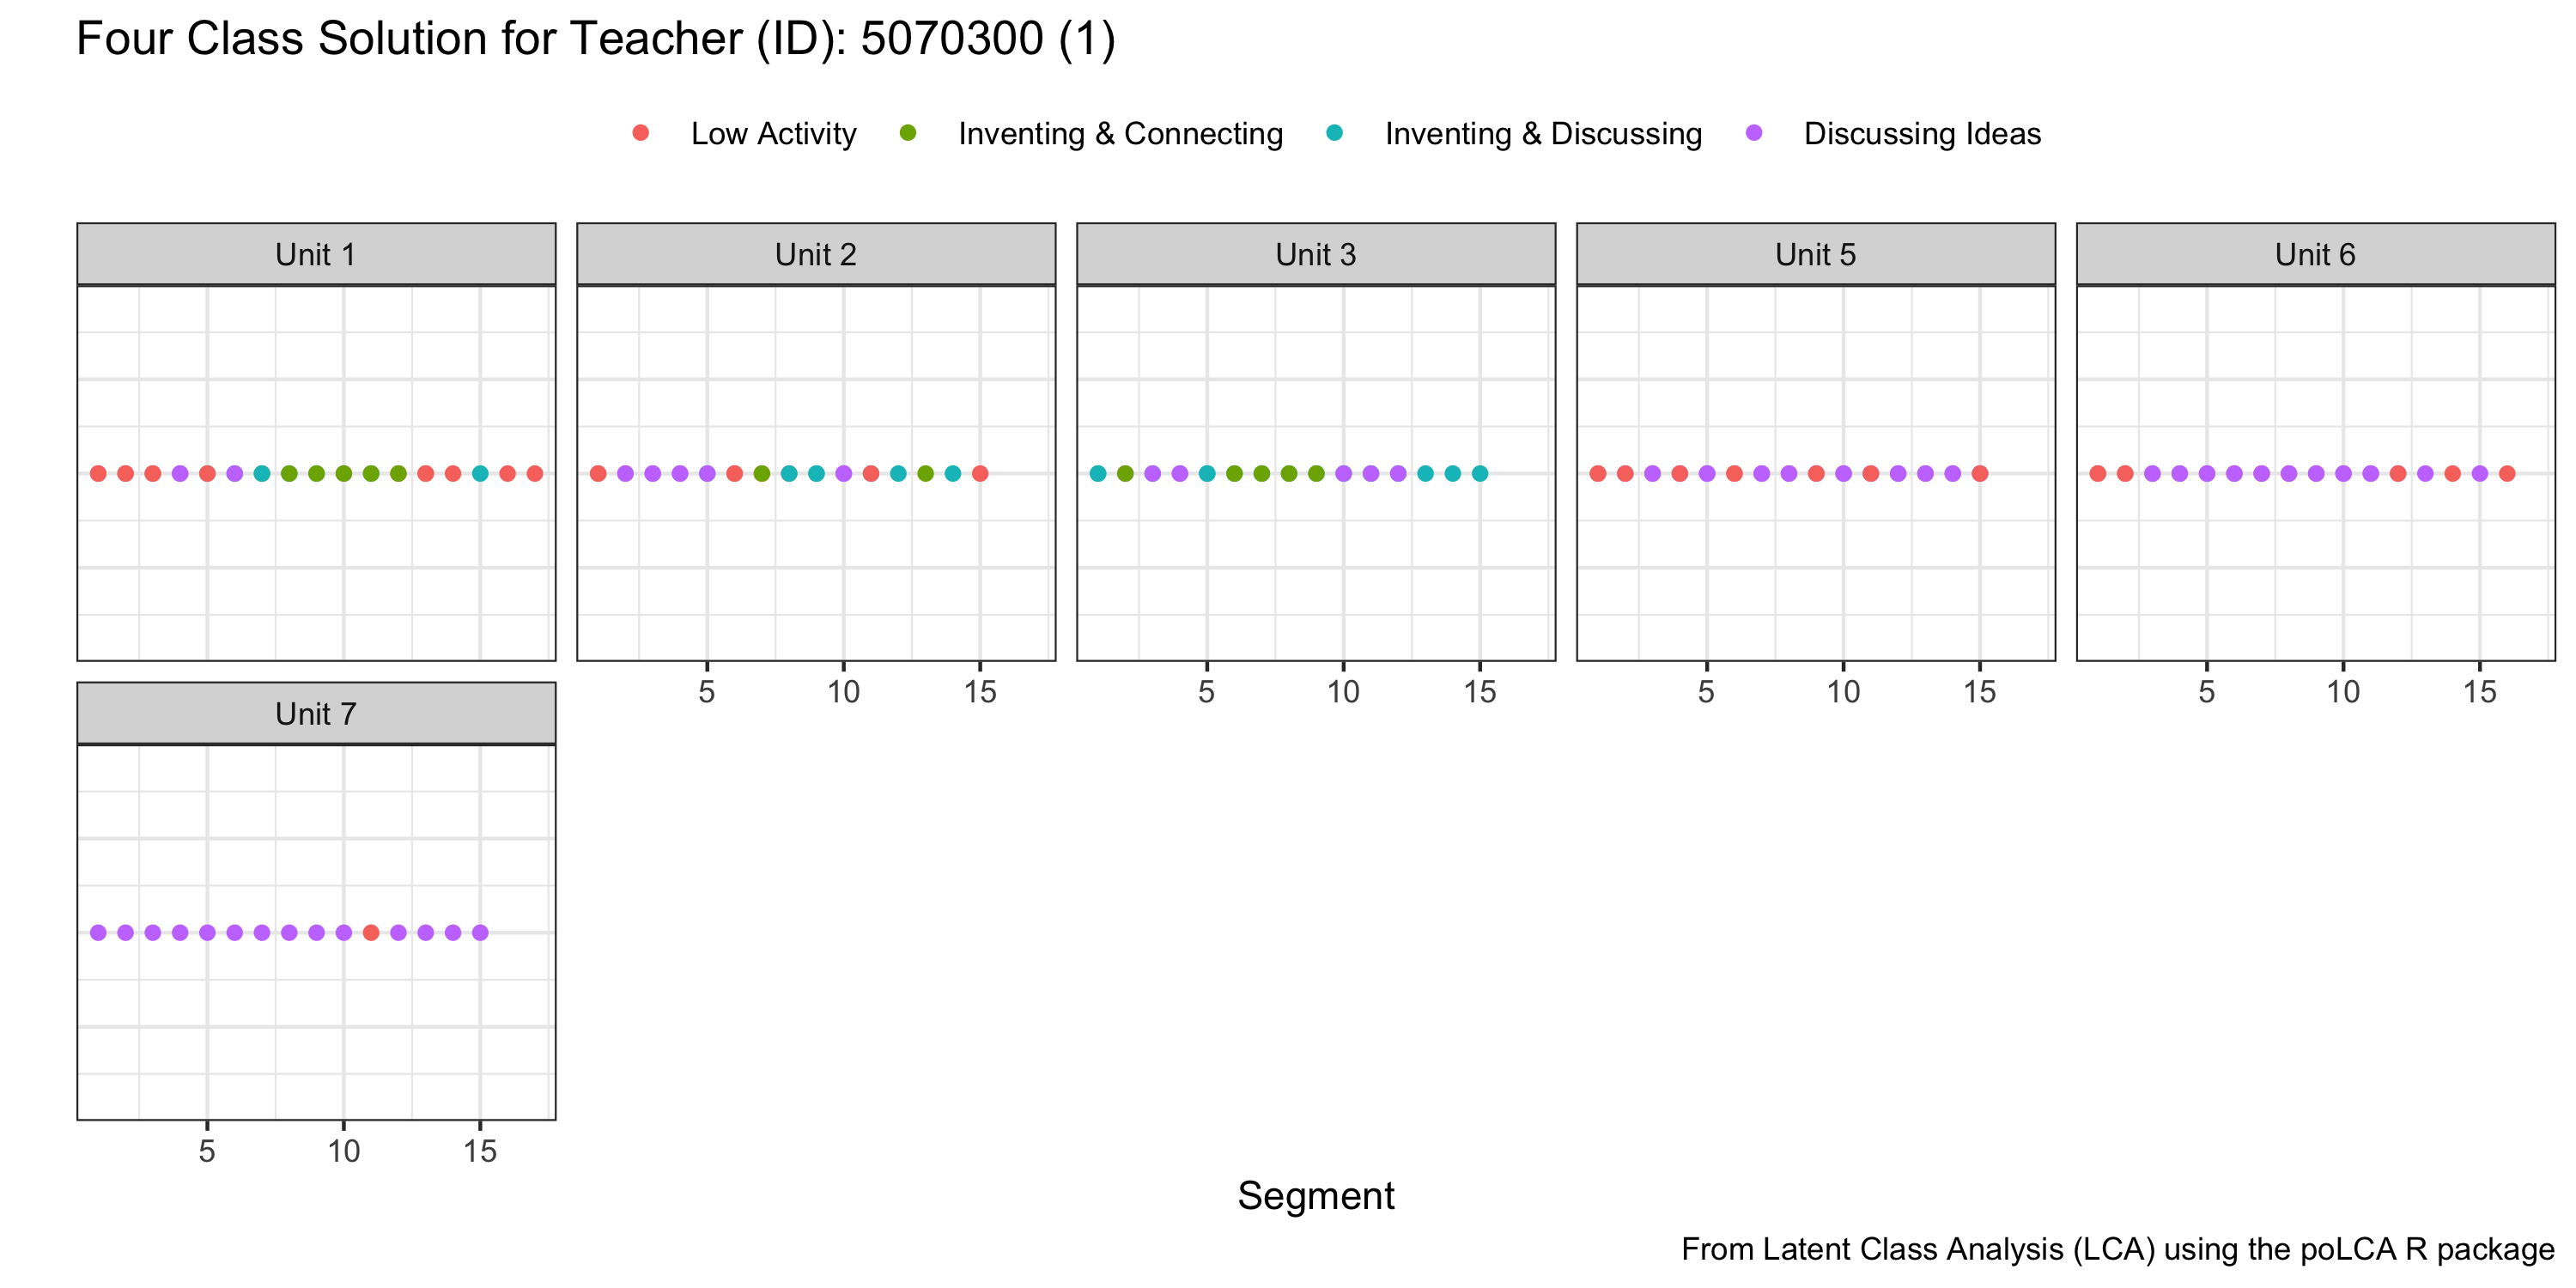 Four Class Solution for Teacher (ID): 5070300 (1)
Low Activity Inventing & Connecting Inventing & Discussing Discussing Ideas
Unit 1 Unit 2 Unit 3 Unit 5 Unit 6
5 10 15 5 10 15 5 10 15 5 10 15
Unit 7
5 10 15
Segment
From Latent Class Analysis (LCA) using the poLCA R package